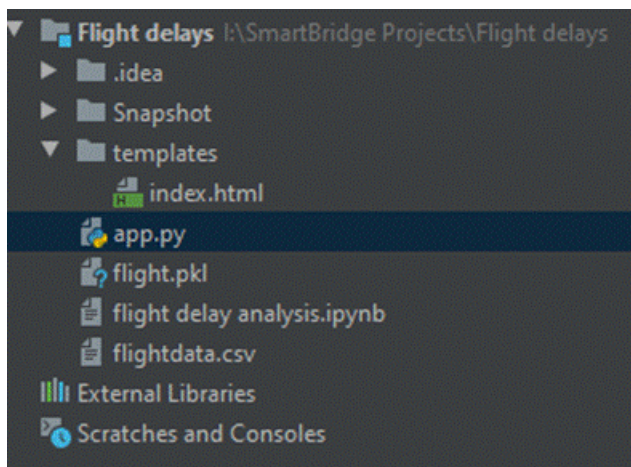 Flight delays I:\SmartBridge Projects\Flight delays
.idea
Snapshot
templates
index.html
app.py
flight.pkl
flight delay analysis.ipynb
flightdata.csv
External Libraries
Scratches and Consoles